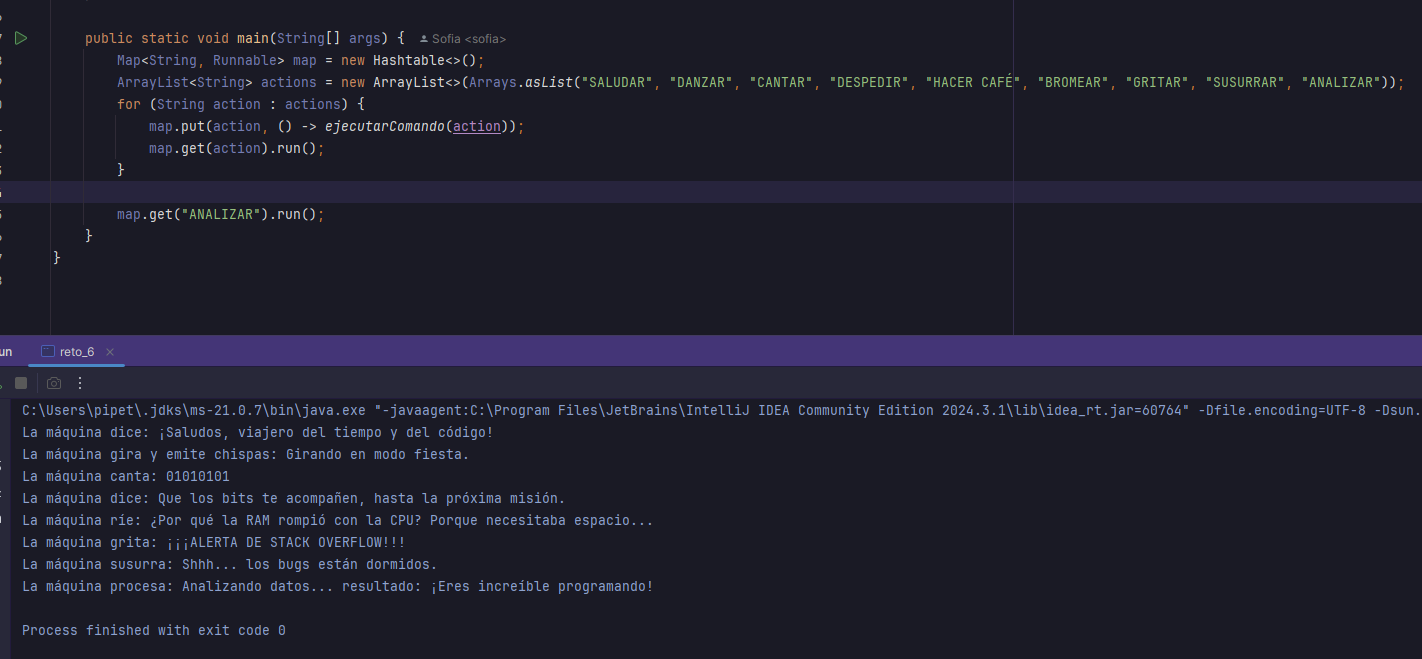 public static void main(String[] args) { Sofia <sofia>
Map<String, Runnable> map = new Hashtable<>();
ArrayList<String> actions = new ArrayList<>(Arrays.asList("SALUDAR", "DANZAR", "CANTAR", "DESPEDIR", "HACER CAFÉ", "BROMEAR", "GRITAR", "SUSURRAR", "ANALIZAR"));
for (String action : actions) {
map.put(action, () -> ejecutarComando(action));
map.get(action).run();
}
map.get("ANALIZAR").run();
}
}
un reto_6
C:\Users\pipet\.jdks\ms-21.0.7\bin\java.exe "-javaagent:C:\Program Files\JetBrains\IntelliJ IDEA Community Edition 2024.3.1\lib\idea_rt.jar=60764" -Dfile.encoding=UTF-8 -Dsun.
La máquina dice: ¡Saludos, viajero del tiempo y del código!
La máquina gira y emite chispas: Girando en modo fiesta.
La máquina canta: 01010101
La máquina dice: Que los bits te acompañen, hasta la próxima misión.
La máquina ríe: ¿Por qué la RAM rompió con la CPU? Porque necesitaba espacio...
La máquina grita: ¡¡¡ALERTA DE STACK OVERFLOW!!!
La máquina susurra: Shhh... los bugs están dormidos.
La máquina procesa: Analizando datos... resultado: ¡Eres increíble programando!
Process finished with exit code 0